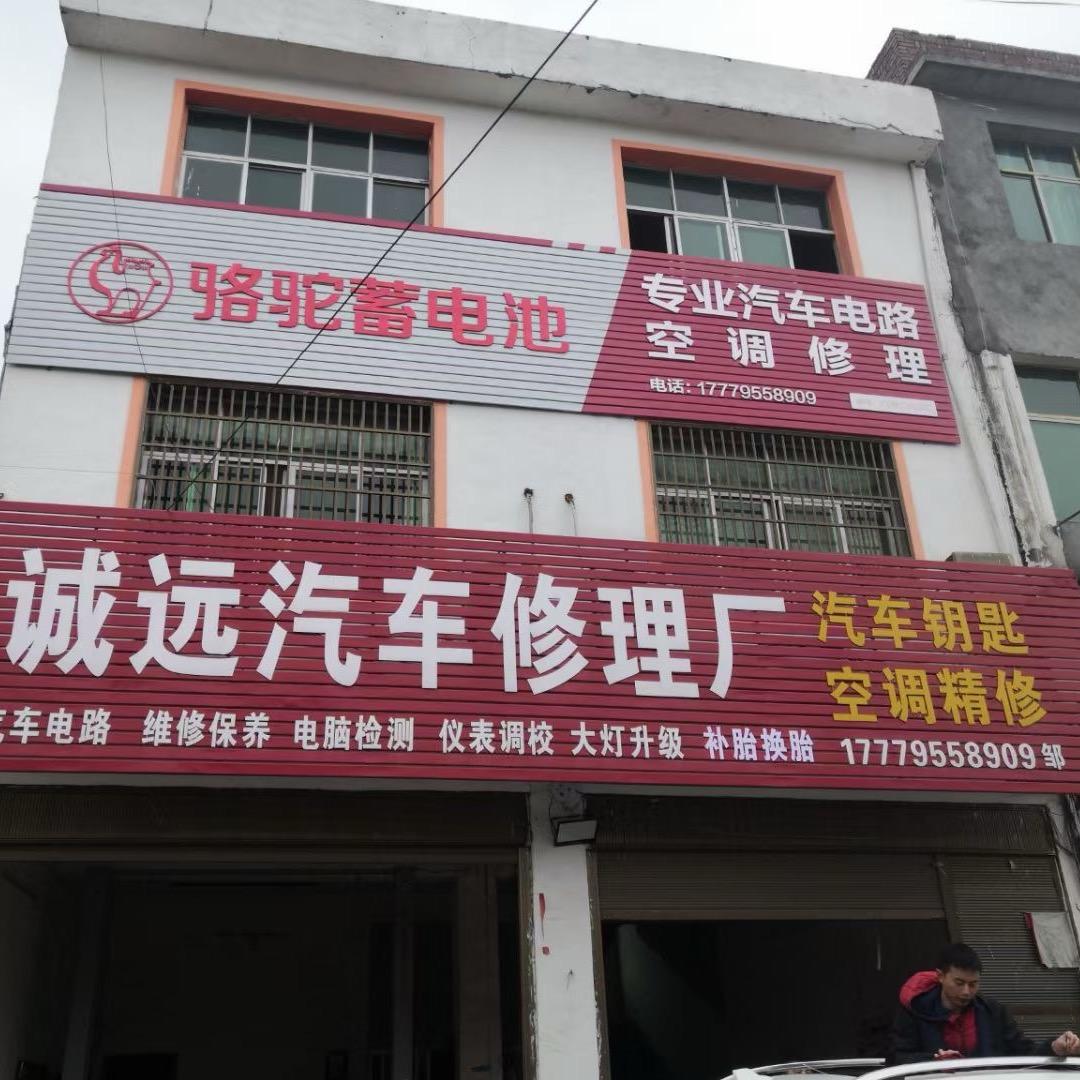 骆驼蓄电池
专业汽车电路
空调修理
电话：17779558909
诚远汽车修理厂
汽车钥匙
空调精修
汽车电路 维修保养 电脑检测 仪表调校 大灯升级 补胎换胎 17779558909 邹